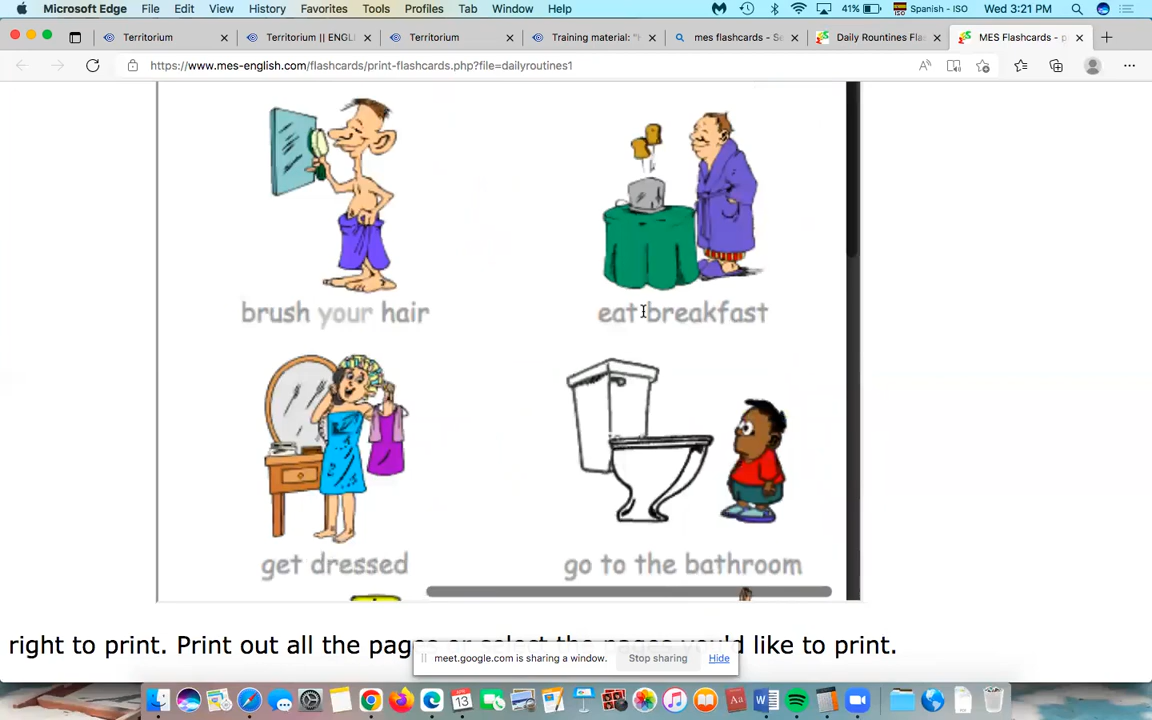 Microsoft Edge File Edit View History Favorites Tools Profiles Tab Window Help 41% Spanish - ISO Wed 3:21 PM
Territorium Territorium || ENGL Territorium Training material: "H mes flashcards - Se Daily Rountines Flas MES Flashcards - p
https://www.mes-english.com/flashcards/print-flashcards.php?file=dailyroutines1
brush your hair eat breakfast
get dressed go to the bathroom
right to print. Print out all the pages or select the pages you'd like to print.
meet.google.com is sharing a window. Stop sharing Hide